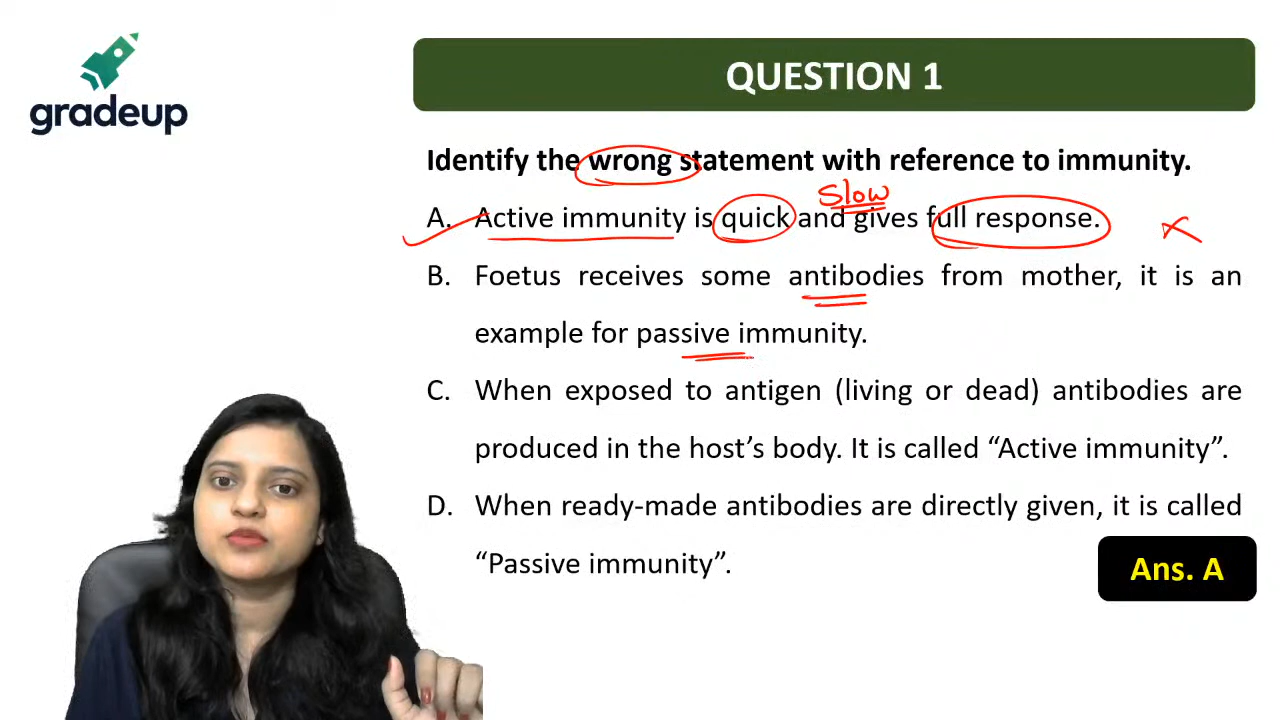 gradeup
QUESTION 1
Identify the wrong statement with reference to immunity.
slow
A. Active immunity is quick and gives full response.
B. Foetus receives some antibodies from mother, it is an
example for passive immunity.
C. When exposed to antigen (living or dead) antibodies are
produced in the host’s body. It is called “Active immunity”.
D. When ready-made antibodies are directly given, it is called
“Passive immunity”.
Ans. A